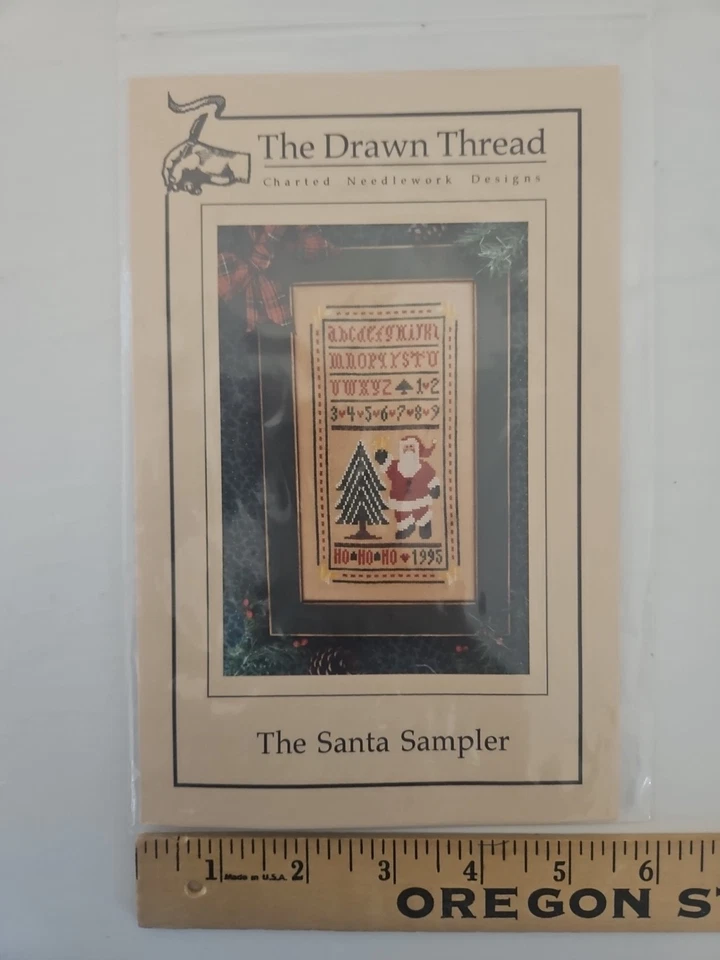 The Drawn Thread
Charted Needlework Designs
abcdefghijkl
mnopqrstu
vwxyz 1♥2
3♥4♥5♥6♥7♥8♥9
HO♠HO♠HO♥1995
The Santa Sampler
1 Made in U.S.A. 2 3 4 5 6
OREGON S